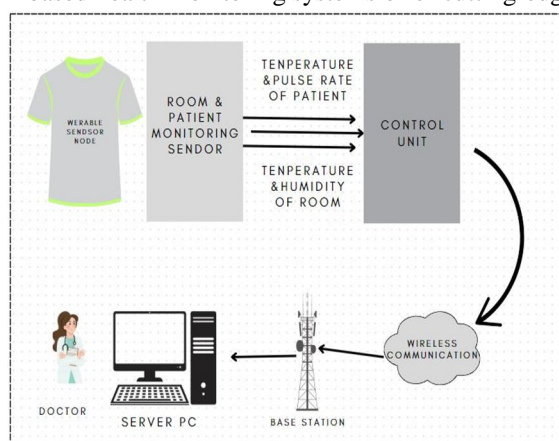 WERABLE
SENDSOR
NODE
ROOM &
PATIENT
MONITORING
SENDOR
TENPERATURE
&PULSE RATE
OF PATIENT
TENPERATURE
&HUMIDITY
OF ROOM
CONTROL
UNIT
WIRELESS
COMMUNICATION
BASE STATION
SERVER PC
DOCTOR